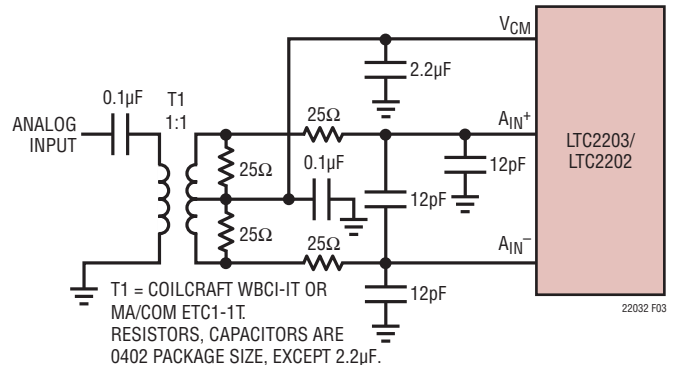 V_CM
2.2µF
0.1µF
T1
1:1
ANALOG
INPUT
25Ω
A_IN^+
LTC2203/
LTC2202
12pF
25Ω
0.1µF
12pF
25Ω
25Ω
A_IN^−
12pF
T1 = COILCRAFT WBCI-IT OR
MA/COM ETC1-1T.
RESISTORS, CAPACITORS ARE
0402 PACKAGE SIZE, EXCEPT 2.2µF.
22032 F03